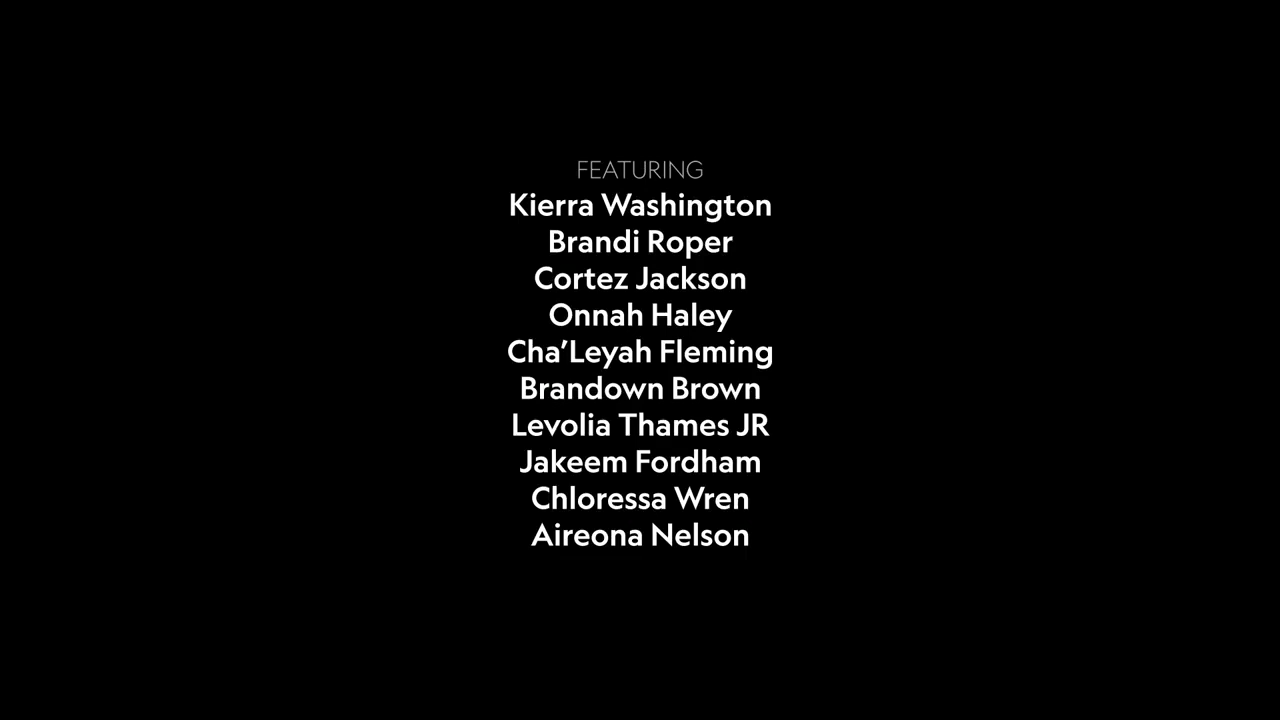 FEATURING
Kierra Washington
Brandi Roper
Cortez Jackson
Onnah Haley
Cha'Leyah Fleming
Brandown Brown
Levolia Thames JR
Jakeem Fordham
Chloressa Wren
Aireona Nelson